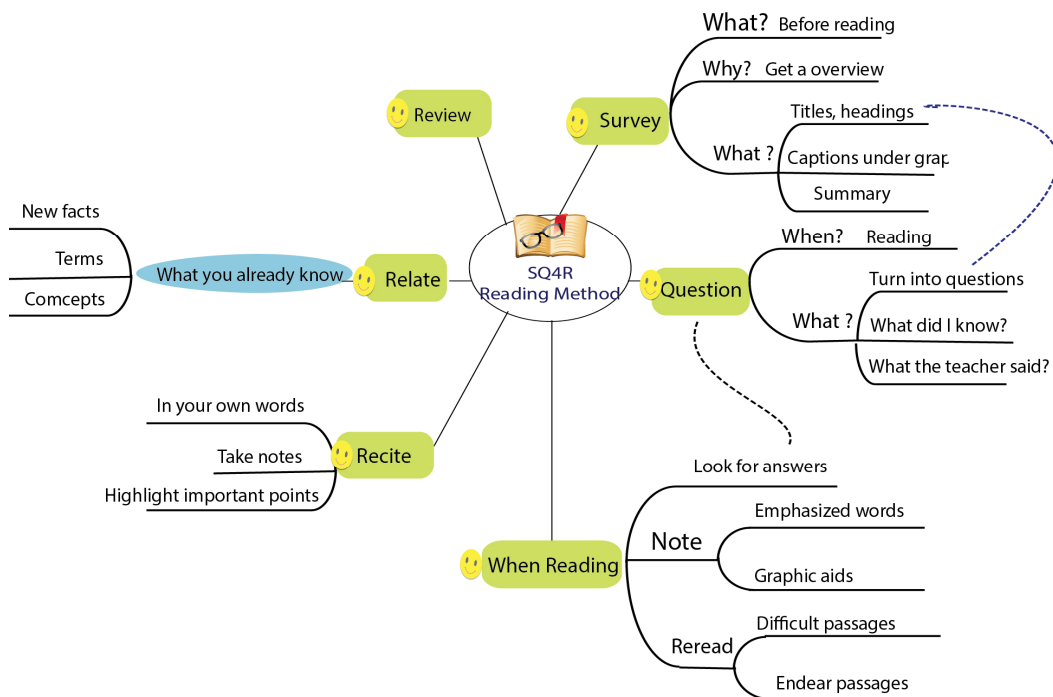 SQ4R
Reading Method
Survey
What? Before reading
Why? Get a overview
What ?
Titles, headings
Captions under grap
Summary
Question
When? Reading
What ?
Turn into questions
What did I know?
What the teacher said?
When Reading
Look for answers
Note
Emphasized words
Graphic aids
Reread
Difficult passages
Endear passages
Recite
In your own words
Take notes
Highlight important points
Relate
What you already know
New facts
Terms
Comcepts
Review